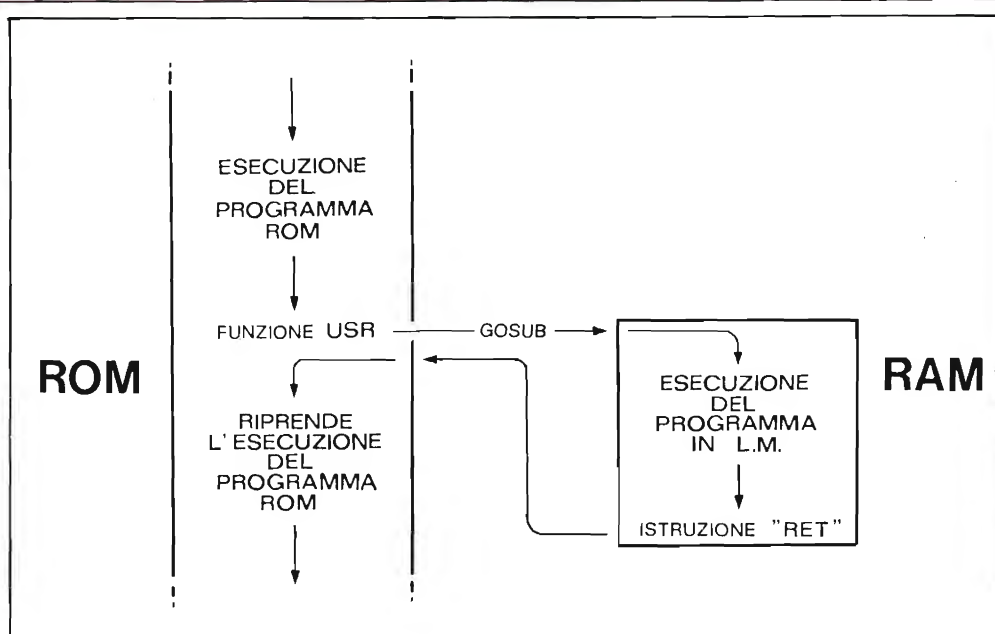 ESECUZIONE
DEL
PROGRAMMA
ROM
FUNZIONE USR
GOSUB
ROM
RIPRENDE
L'ESECUZIONE
DEL
PROGRAMMA
ROM
ESECUZIONE
DEL
PROGRAMMA
IN L.M.
ISTRUZIONE "RET"
RAM